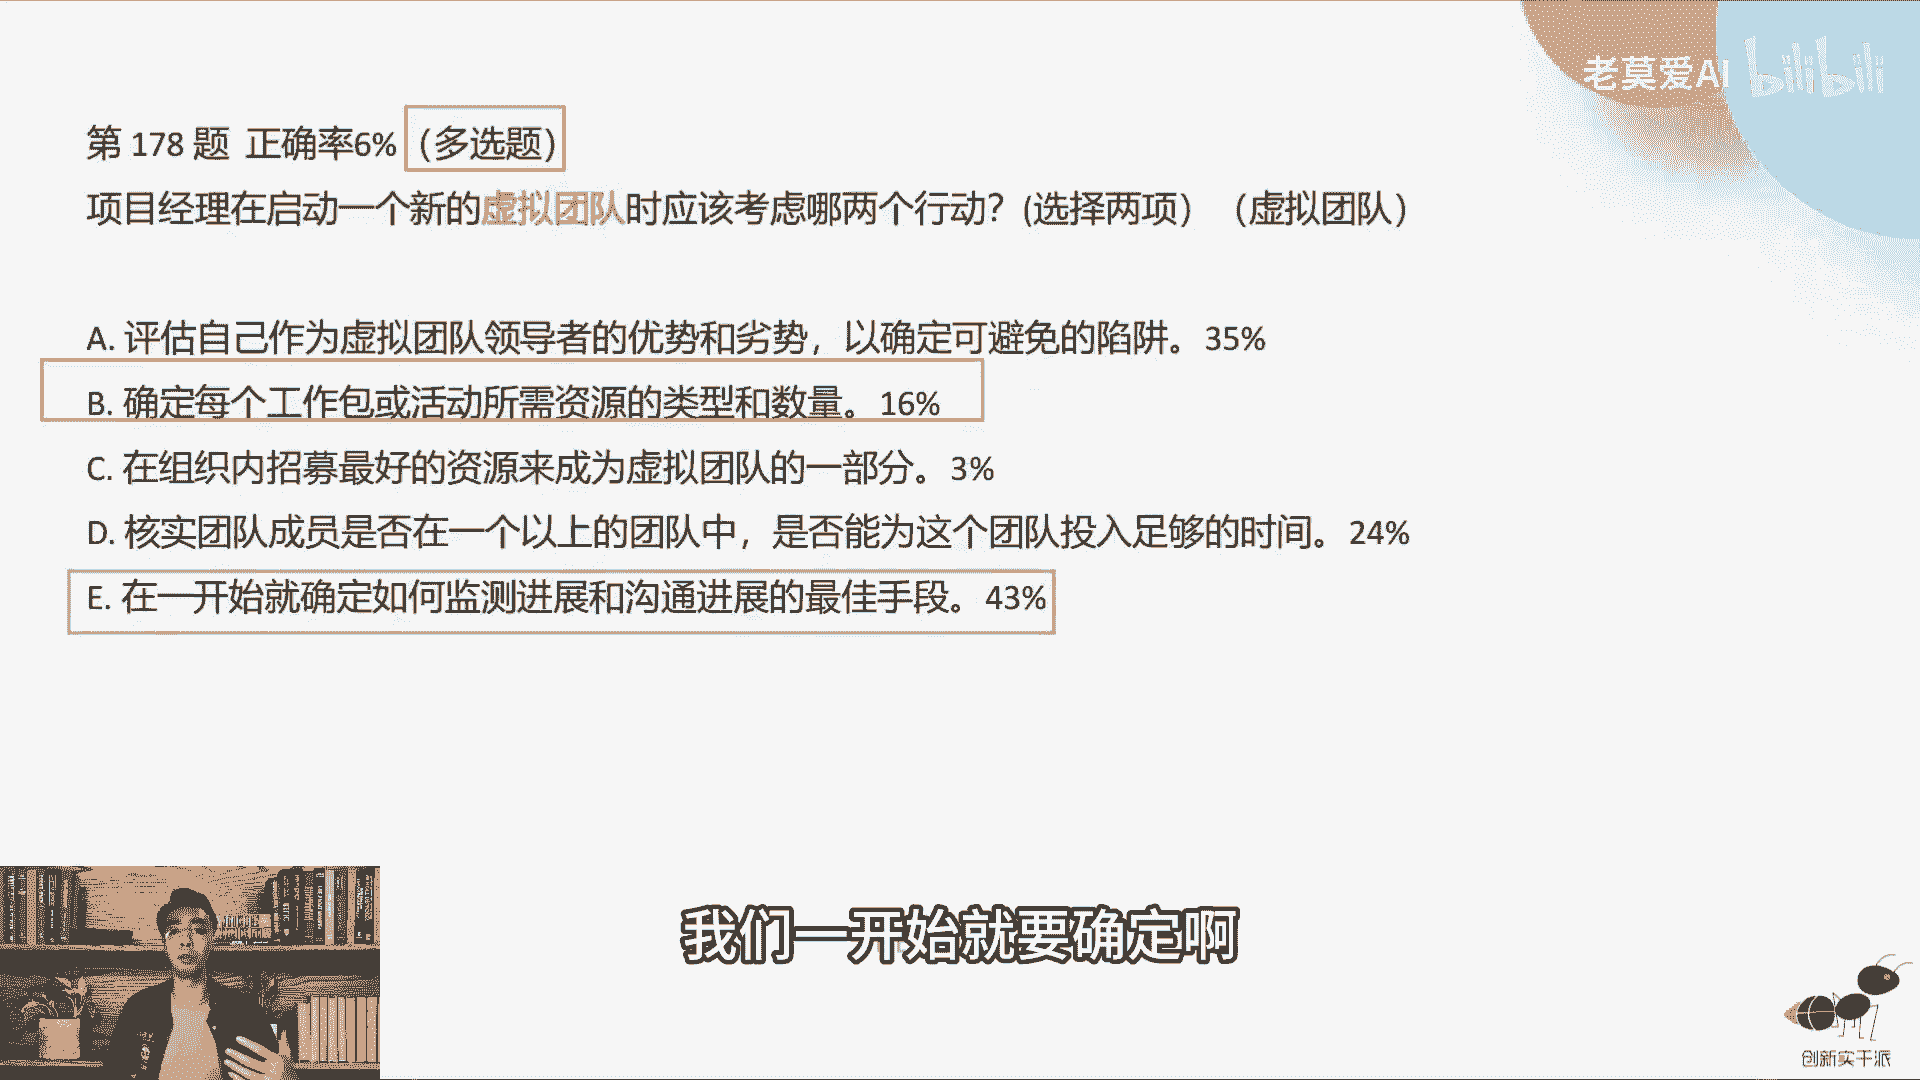 老莫爱AI bilibili
第 178 题 正确率6% （多选题）
项目经理在启动一个新的虚拟团队时应该考虑哪两个行动？(选择两项）（虚拟团队）
A. 评估自己作为虚拟团队领导者的优势和劣势，以确定可避免的陷阱。35%
B. 确定每个工作包或活动所需资源的类型和数量。16%
C. 在组织内招募最好的资源来成为虚拟团队的一部分。3%
D. 核实团队成员是否在一个以上的团队中，是否能为这个团队投入足够的时间。24%
E. 在一开始就确定如何监测进展和沟通进展的最佳手段。43%
我们一开始就要确定啊
创新实干派